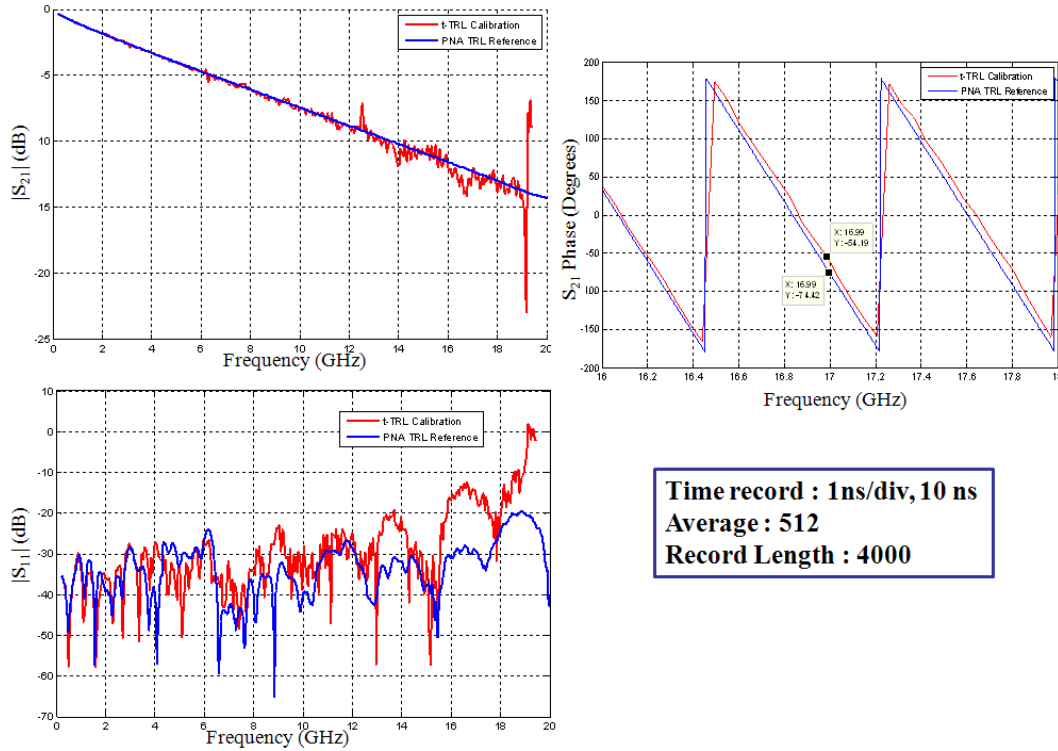 t-TRL Calibration
PNA TRL Reference
0
-5
-10
-15
-20
-25
|S21| (dB)
0 2 4 6 8 10 12 14 16 18 20
Frequency (GHz)
t-TRL Calibration
PNA TRL Reference
200
150
100
50
0
-50
-100
-150
-200
S21 Phase (Degrees)
X: 16.99
Y: -54.19
X: 16.99
Y: -74.42
16 16.2 16.4 16.6 16.8 17 17.2 17.4 17.6 17.8 18
Frequency (GHz)
t-TRL Calibration
PNA TRL Reference
10
0
-10
-20
-30
-40
-50
-60
-70
|S11| (dB)
0 2 4 6 8 10 12 14 16 18 20
Frequency (GHz)
Time record : 1ns/div, 10 ns
Average : 512
Record Length : 4000